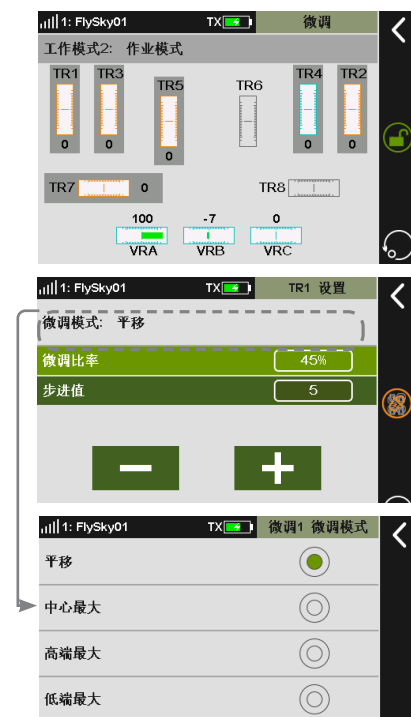 1: FlySky01 TX 微调
工作模式2: 作业模式
TR1 TR3 TR5 TR6 TR4 TR2
0 0 0 0 0
TR7 0 TR8
100 -7 0
VRA VRB VRC
1: FlySky01 TX TR1 设置
微调模式: 平移
微调比率 45%
步进值 5
1: FlySky01 TX 微调1 微调模式
平移
中心最大
高端最大
低端最大